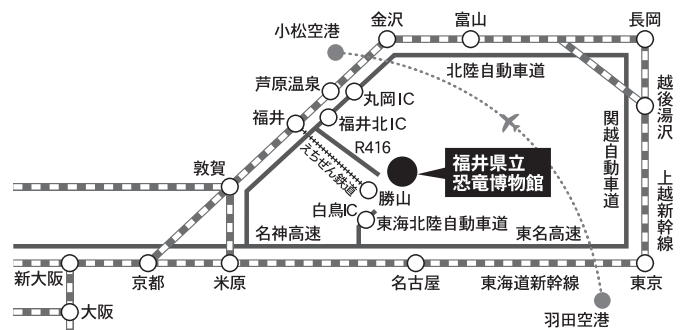 金沢
富山
長岡
小松空港
北陸自動車道
芦原温泉
丸岡IC
越後湯沢
福井
福井北IC
関越自動車道
R416
えちぜん鉄道
福井県立
恐竜博物館
敦賀
勝山
上越新幹線
白鳥IC
東海北陸自動車道
名神高速
東名高速
新大阪
京都
米原
名古屋
東海道新幹線
東京
大阪
羽田空港